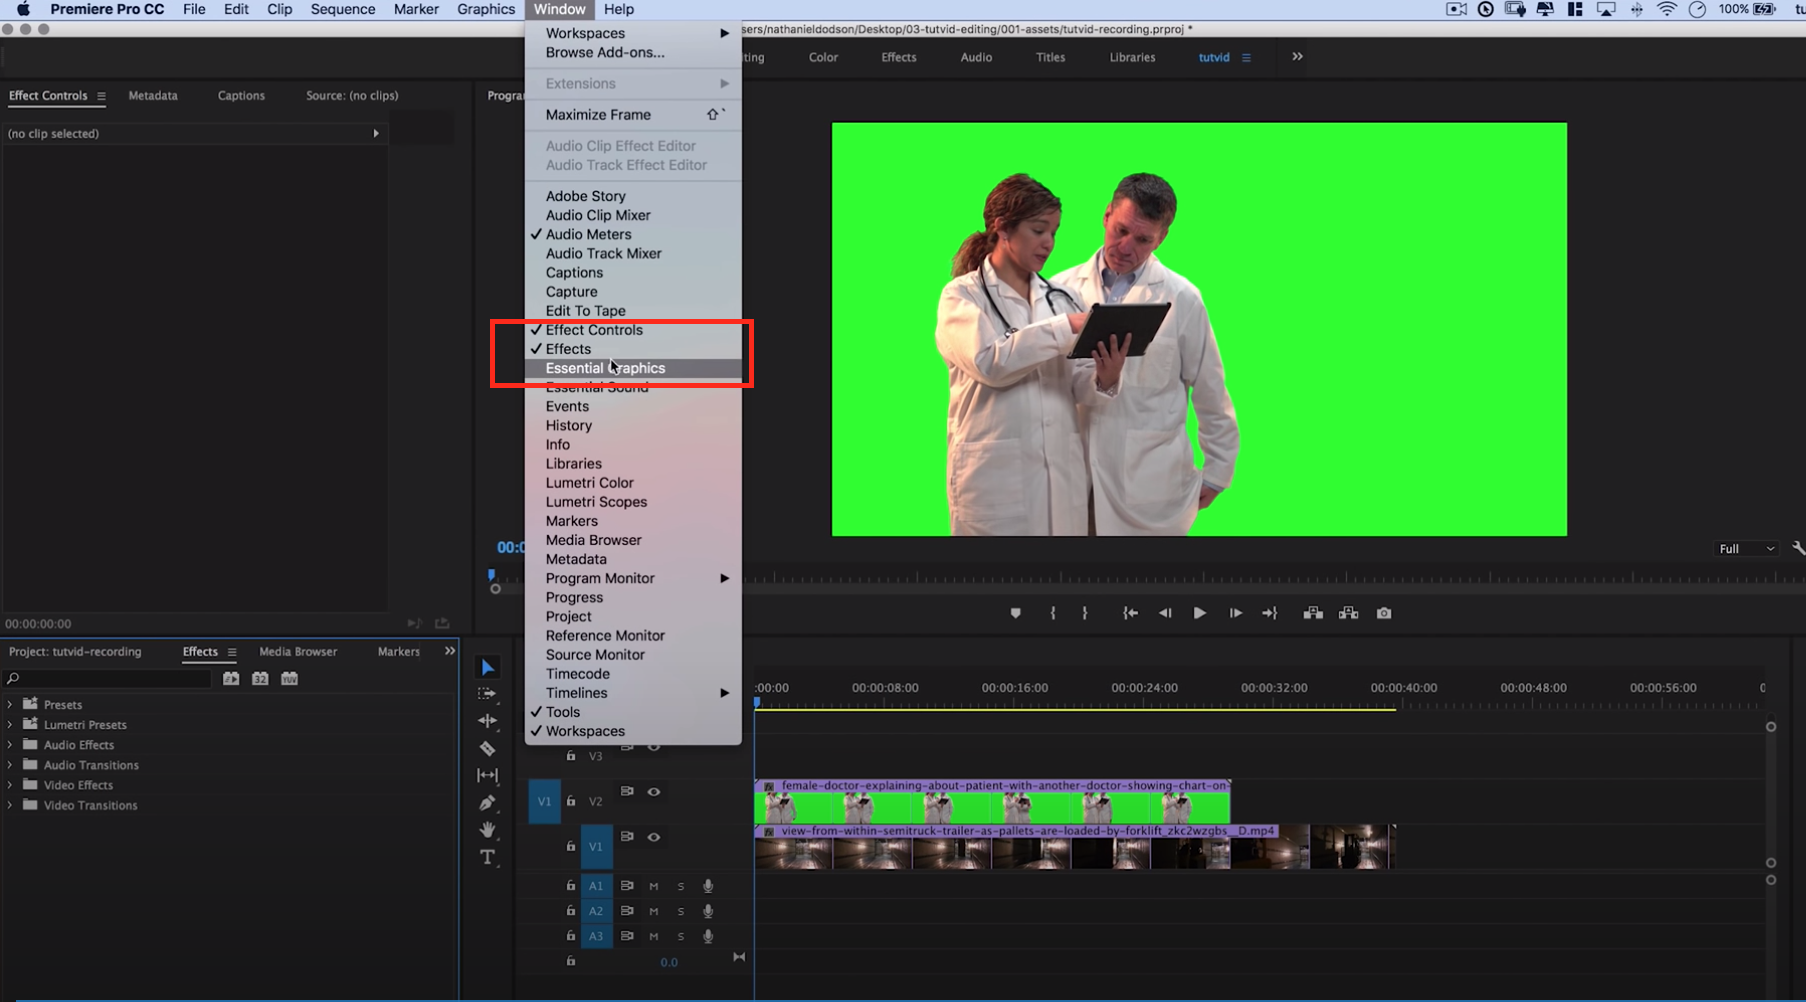 Premiere Pro CC File Edit Clip Sequence Marker Graphics Window Help 100%
sers/nathanieldodson/Desktop/03-tutvid-editing/001-assets/tutvid-recording.prproj *
Color Effects Audio Titles Libraries tutvid
Effect Controls Metadata Captions Source: (no clips)
(no clip selected)
00:00:00:00
Workspaces
Browse Add-ons...
Extensions
Maximize Frame ⇧`
Audio Clip Effect Editor
Audio Track Effect Editor
Adobe Story
Audio Clip Mixer
✓ Audio Meters
Audio Track Mixer
Captions
Capture
Edit To Tape
✓ Effect Controls
✓ Effects
Essential Graphics
Essential Sound
Events
History
Info
Libraries
Lumetri Color
Lumetri Scopes
Markers
Media Browser
Metadata
Program Monitor
Progress
Project
Reference Monitor
Source Monitor
Timecode
Timelines
✓ Tools
✓ Workspaces
Full
Project: tutvid-recording Effects Media Browser Markers
32 YUV
Presets
Lumetri Presets
Audio Effects
Audio Transitions
Video Effects
Video Transitions
:00:00 00:00:08:00 00:00:16:00 00:00:24:00 00:00:32:00 00:00:40:00 00:00:48:00 00:00:56:00
V3
V1 V2
female-doctor-explaining-about-patient-with-another-doctor-showing-chart-on-
V1
view-from-within-semitruck-trailer-as-pallets-are-loaded-by-forklift_zkc2wzgbs__D.mp4
A1 M S
A2 M S
A3 M S
0.0